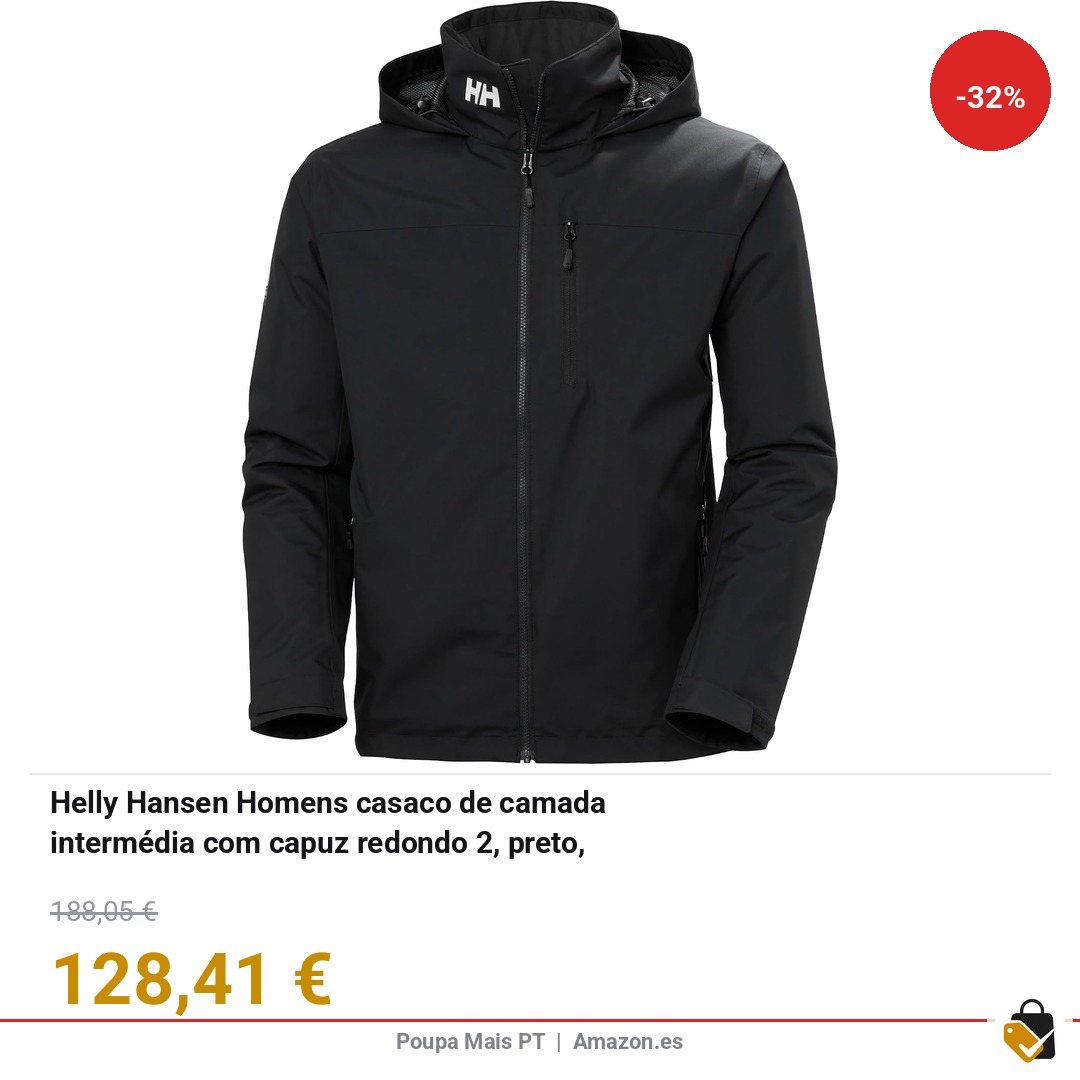 HH
-32%
Helly Hansen Homens casaco de camada
intermédia com capuz redondo 2, preto,
188,05 €
128,41 €
Poupa Mais PT | Amazon.es